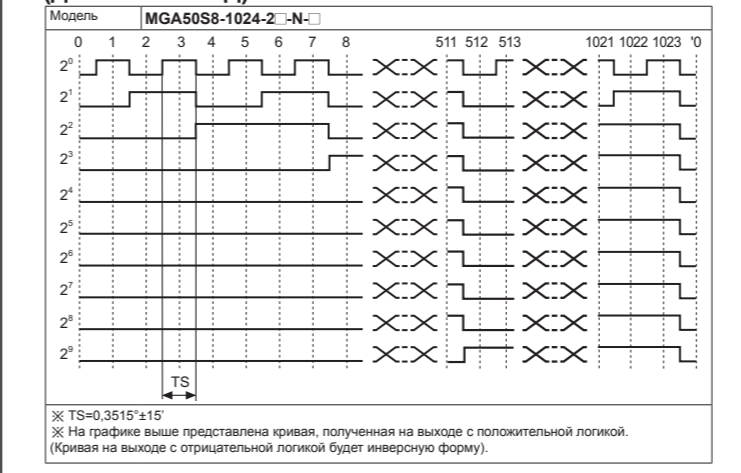 Модель MGA50S8-1024-2□-N-□
0 1 2 3 4 5 6 7 8 511 512 513 1021 1022 1023 '0
2⁰
2¹
2²
2³
2⁴
2⁵
2⁶
2⁷
2⁸
2⁹
TS
※ TS=0,3515°±15'
※ На графике выше представлена кривая, полученная на выходе с положительной логикой.
(Кривая на выходе с отрицательной логикой будет инверсную форму).